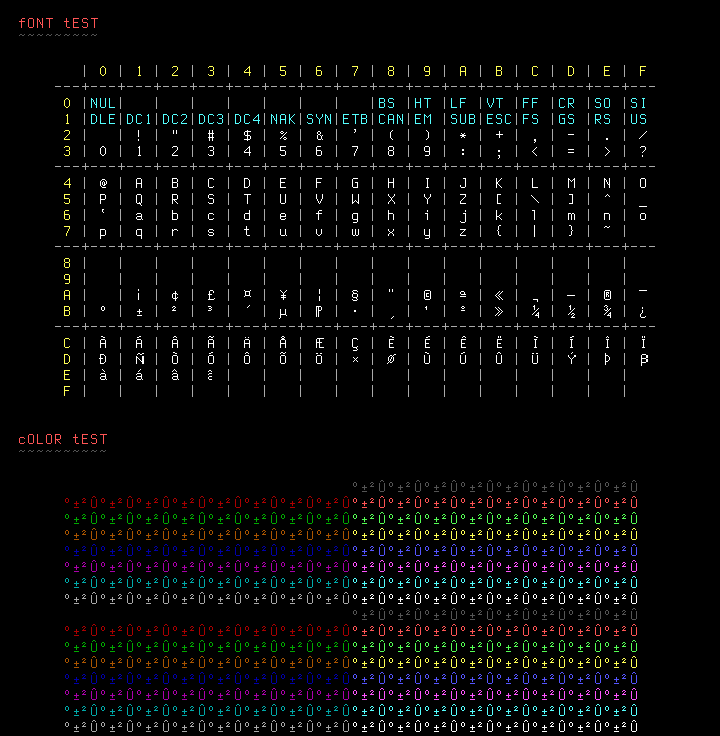 fONT tEST
~~~~~~~~~
| 0 | 1 | 2 | 3 | 4 | 5 | 6 | 7 | 8 | 9 | A | B | C | D | E | F
---+---+---+---+---+---+---+---+---+---+---+---+---+---+---+---+---
0 |NUL| | | | | | | |BS |HT |LF |VT |FF |CR |SO |SI
1 |DLE|DC1|DC2|DC3|DC4|NAK|SYN|ETB|CAN|EM |SUB|ESC|FS |GS |RS |US
2 | | ! | " | # | $ | % | & | ' | ( | ) | * | + | , | - | . | /
3 | 0 | 1 | 2 | 3 | 4 | 5 | 6 | 7 | 8 | 9 | : | ; | < | = | > | ?
---+---+---+---+---+---+---+---+---+---+---+---+---+---+---+---+---
4 | @ | A | B | C | D | E | F | G | H | I | J | K | L | M | N | O
5 | P | Q | R | S | T | U | V | W | X | Y | Z | [ | \ | ] | ^ | _
6 | ` | a | b | c | d | e | f | g | h | i | j | k | l | m | n | o
7 | p | q | r | s | t | u | v | w | x | y | z | { | | | } | ~ |
---+---+---+---+---+---+---+---+---+---+---+---+---+---+---+---+---
8 | | | | | | | | | | | | | | | |
9 | | | | | | | | | | | | | | | |
A | | ¡ | ¢ | £ | ¤ | ¥ | ¦ | § | ¨ | © | ª | « | ¬ | – | ® | ¯
B | ° | ± | ² | ³ | ´ | µ | ¶ | · | ¸ | ¹ | º | » | ¼ | ½ | ¾ | ¿
---+---+---+---+---+---+---+---+---+---+---+---+---+---+---+---+---
C | À | Á | Â | Ã | Ä | Å | Æ | Ç | È | É | Ê | Ë | Ì | Í | Î | Ï
D | Ð | Ñ | Ò | Ó | Ô | Õ | Ö | × | Ø | Ù | Ú | Û | Ü | Ý | Þ | ß
E | à | á | â | ã | | | | | | | | | | | |
F | | | | | | | | | | | | | | | |
cOLOR tEST
~~~~~~~~~~
°±²Û°±²Û°±²Û°±²Û°±²Û°±²Û°±²Û°±²Û
°±²Û°±²Û°±²Û°±²Û°±²Û°±²Û°±²Û°±²Û°±²Û°±²Û°±²Û°±²Û°±²Û°±²Û°±²Û°±²Û
°±²Û°±²Û°±²Û°±²Û°±²Û°±²Û°±²Û°±²Û°±²Û°±²Û°±²Û°±²Û°±²Û°±²Û°±²Û°±²Û
°±²Û°±²Û°±²Û°±²Û°±²Û°±²Û°±²Û°±²Û°±²Û°±²Û°±²Û°±²Û°±²Û°±²Û°±²Û°±²Û
°±²Û°±²Û°±²Û°±²Û°±²Û°±²Û°±²Û°±²Û°±²Û°±²Û°±²Û°±²Û°±²Û°±²Û°±²Û°±²Û
°±²Û°±²Û°±²Û°±²Û°±²Û°±²Û°±²Û°±²Û°±²Û°±²Û°±²Û°±²Û°±²Û°±²Û°±²Û°±²Û
°±²Û°±²Û°±²Û°±²Û°±²Û°±²Û°±²Û°±²Û°±²Û°±²Û°±²Û°±²Û°±²Û°±²Û°±²Û°±²Û
°±²Û°±²Û°±²Û°±²Û°±²Û°±²Û°±²Û°±²Û°±²Û°±²Û°±²Û°±²Û°±²Û°±²Û°±²Û°±²Û
°±²Û°±²Û°±²Û°±²Û°±²Û°±²Û°±²Û°±²Û
°±²Û°±²Û°±²Û°±²Û°±²Û°±²Û°±²Û°±²Û°±²Û°±²Û°±²Û°±²Û°±²Û°±²Û°±²Û°±²Û
°±²Û°±²Û°±²Û°±²Û°±²Û°±²Û°±²Û°±²Û°±²Û°±²Û°±²Û°±²Û°±²Û°±²Û°±²Û°±²Û
°±²Û°±²Û°±²Û°±²Û°±²Û°±²Û°±²Û°±²Û°±²Û°±²Û°±²Û°±²Û°±²Û°±²Û°±²Û°±²Û
°±²Û°±²Û°±²Û°±²Û°±²Û°±²Û°±²Û°±²Û°±²Û°±²Û°±²Û°±²Û°±²Û°±²Û°±²Û°±²Û
°±²Û°±²Û°±²Û°±²Û°±²Û°±²Û°±²Û°±²Û°±²Û°±²Û°±²Û°±²Û°±²Û°±²Û°±²Û°±²Û
°±²Û°±²Û°±²Û°±²Û°±²Û°±²Û°±²Û°±²Û°±²Û°±²Û°±²Û°±²Û°±²Û°±²Û°±²Û°±²Û
°±²Û°±²Û°±²Û°±²Û°±²Û°±²Û°±²Û°±²Û°±²Û°±²Û°±²Û°±²Û°±²Û°±²Û°±²Û°±²Û